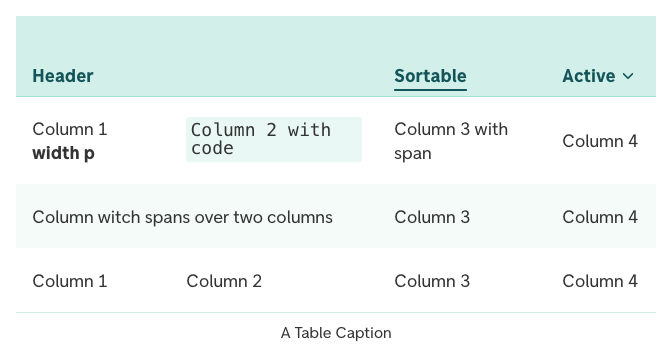 Header Sortable Active
Column 1 Column 2 with Column 3 with Column 4
width p code span
Column witch spans over two columns Column 3 Column 4
Column 1 Column 2 Column 3 Column 4
A Table Caption